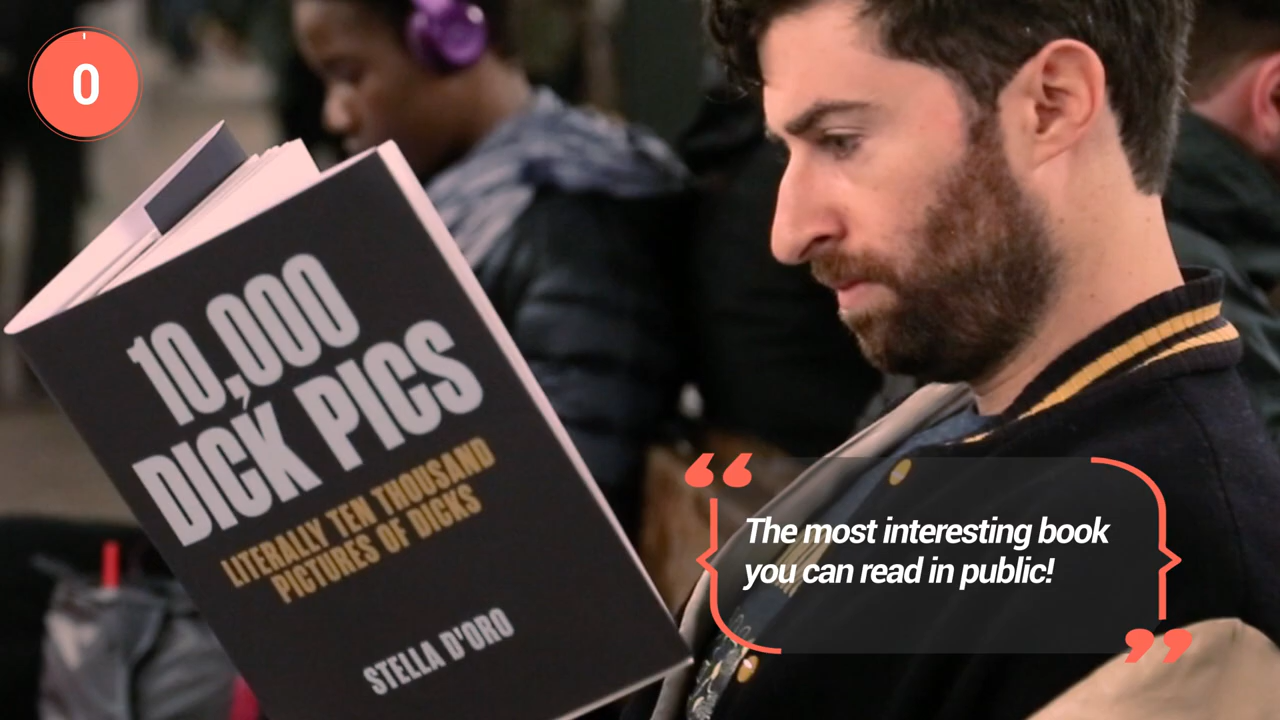 0
10,000
DICK PICS
LITERALLY TEN THOUSAND
PICTURES OF DICKS
STELLA D'ORO
The most interesting book
you can read in public!